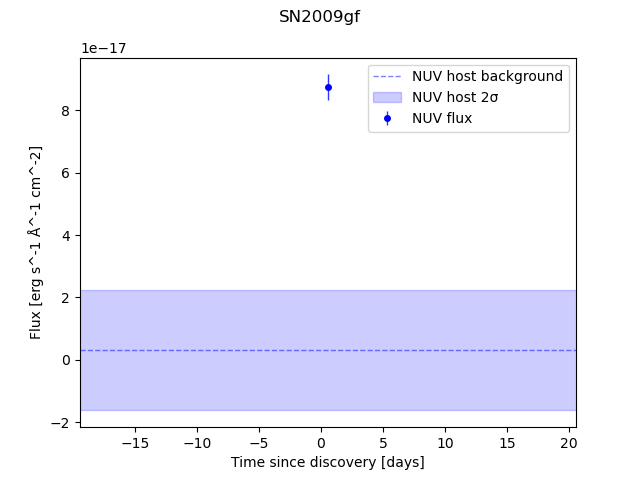 SN2009gf
1e−17
NUV host background
NUV host 2σ
NUV flux
8
6
4
2
0
−2
Flux [erg s^-1 Å^-1 cm^-2]
−15
−10
−5
0
5
10
15
20
Time since discovery [days]